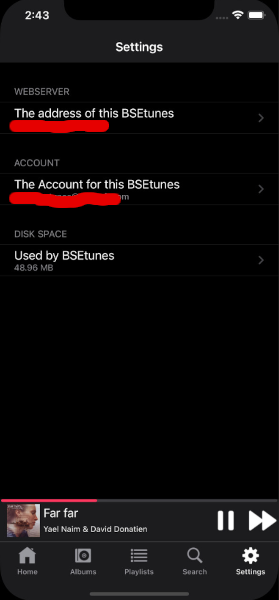 2:43
Settings
WEBSERVER
The address of this BSEtunes
ACCOUNT
The Account for this BSEtunes
DISK SPACE
Used by BSEtunes
48.96 MB
Far far
Yael Naim & David Donatien
Home
Albums
Playlists
Search
Settings